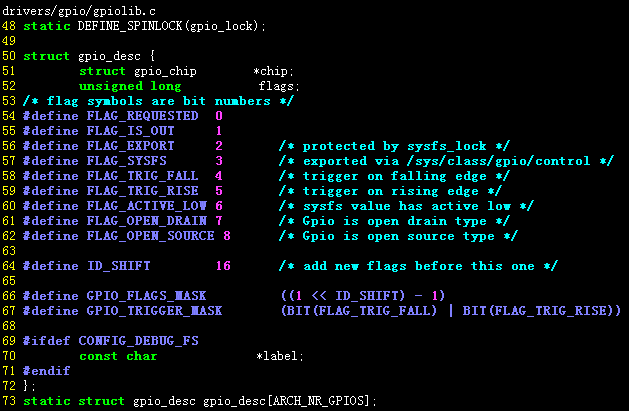 drivers/gpio/gpiolib.c
48 static DEFINE_SPINLOCK(gpio_lock);
49
50 struct gpio_desc {
51         struct gpio_chip        *chip;
52         unsigned long           flags;
53 /* flag symbols are bit numbers */
54 #define FLAG_REQUESTED  0
55 #define FLAG_IS_OUT     1
56 #define FLAG_EXPORT     2       /* protected by sysfs_lock */
57 #define FLAG_SYSFS      3       /* exported via /sys/class/gpio/control */
58 #define FLAG_TRIG_FALL  4       /* trigger on falling edge */
59 #define FLAG_TRIG_RISE  5       /* trigger on rising edge */
60 #define FLAG_ACTIVE_LOW 6       /* sysfs value has active low */
61 #define FLAG_OPEN_DRAIN 7       /* Gpio is open drain type */
62 #define FLAG_OPEN_SOURCE 8      /* Gpio is open source type */
63
64 #define ID_SHIFT        16      /* add new flags before this one */
65
66 #define GPIO_FLAGS_MASK         ((1 << ID_SHIFT) - 1)
67 #define GPIO_TRIGGER_MASK       (BIT(FLAG_TRIG_FALL) | BIT(FLAG_TRIG_RISE))
68
69 #ifdef CONFIG_DEBUG_FS
70         const char              *label;
71 #endif
72 };
73 static struct gpio_desc gpio_desc[ARCH_NR_GPIOS];